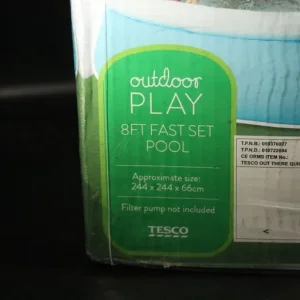 outdoor
PLAY
8FT FAST SET
POOL
Approximate size:
244 x 244 x 66cm
Filter pump not included
TESCO
T.P.N.B.:
T.P.N.D.:
CE ORMS ITEM No.:
TESCO OUT THERE
<